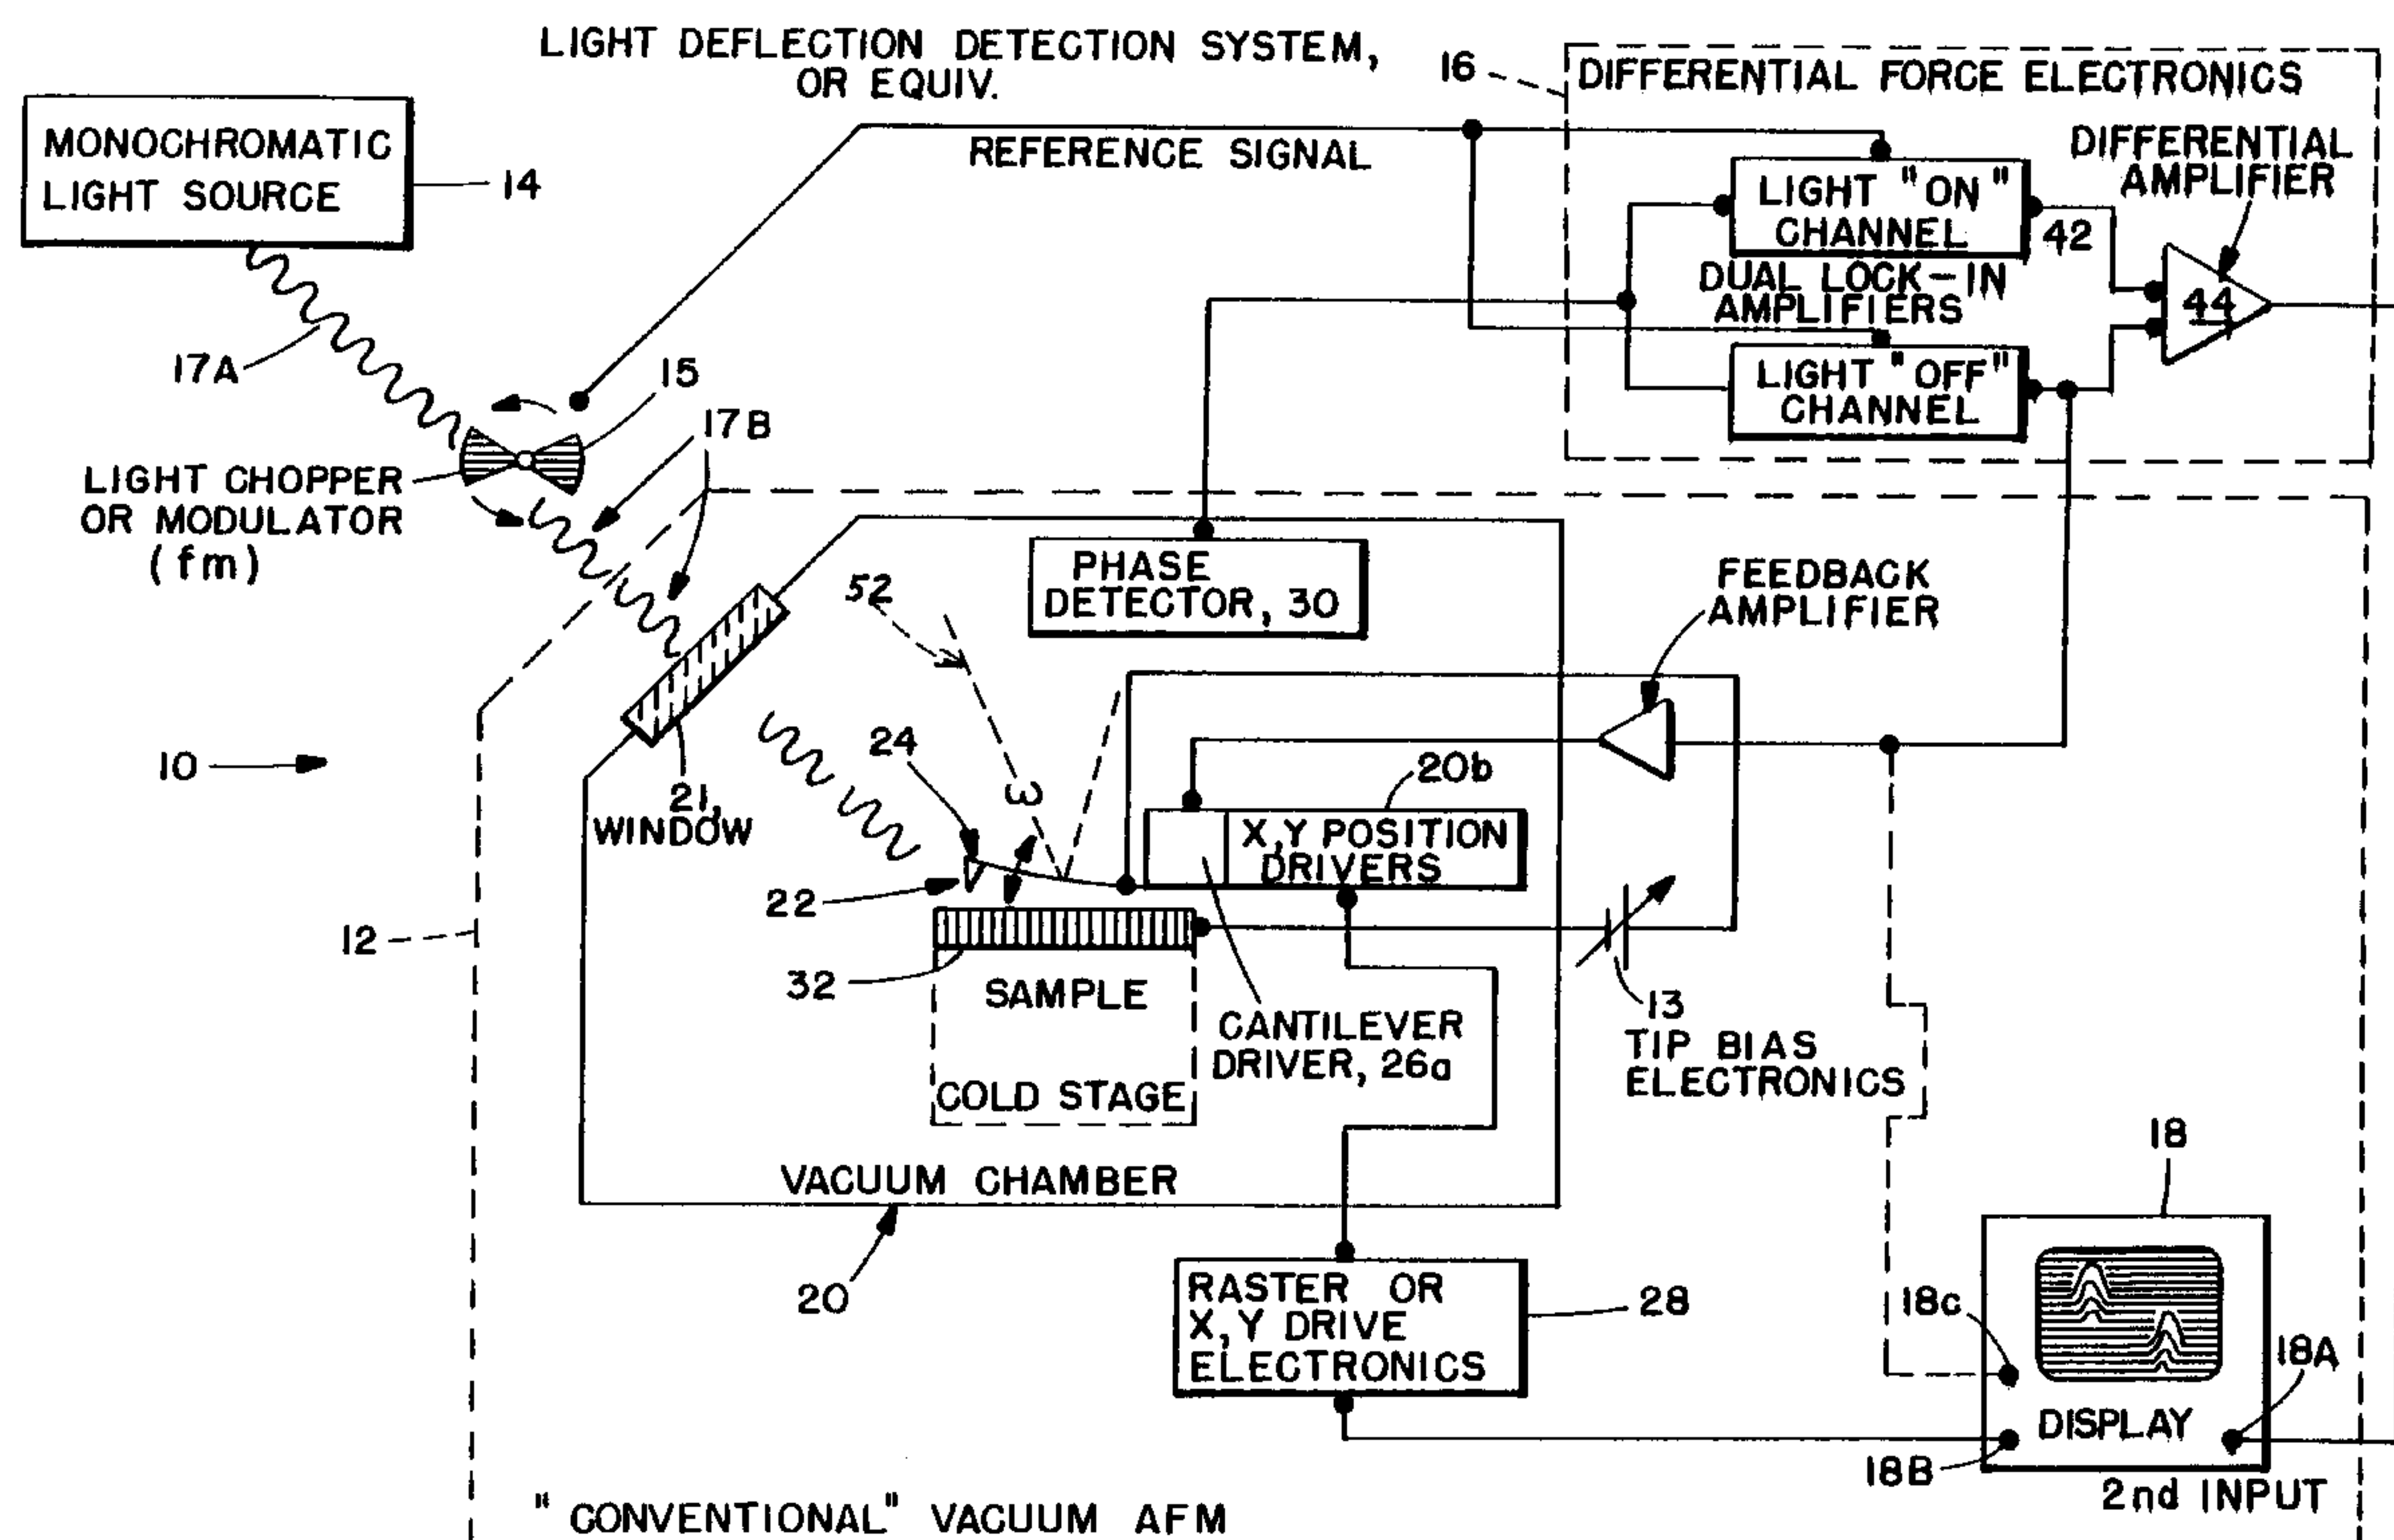 LIGHT DEFLECTION DETECTION SYSTEM,
OR EQUIV.
MONOCHROMATIC
LIGHT SOURCE
14
17A
LIGHT CHOPPER
OR MODULATOR
(fm)
15
17B
REFERENCE SIGNAL
16
DIFFERENTIAL FORCE ELECTRONICS
DIFFERENTIAL
AMPLIFIER
LIGHT "ON"
CHANNEL
42
DUAL LOCK-IN
AMPLIFIERS
44
LIGHT "OFF"
CHANNEL
PHASE
DETECTOR, 30
52
FEEDBACK
AMPLIFIER
10
21,
WINDOW
24
ω
20b
X,Y POSITION
DRIVERS
22
12
32
SAMPLE
CANTILEVER
DRIVER, 26a
13
TIP BIAS
ELECTRONICS
COLD STAGE
VACUUM CHAMBER
20
RASTER OR
X,Y DRIVE
ELECTRONICS
28
18
18c
18A
DISPLAY
18B
2nd INPUT
"CONVENTIONAL" VACUUM AFM